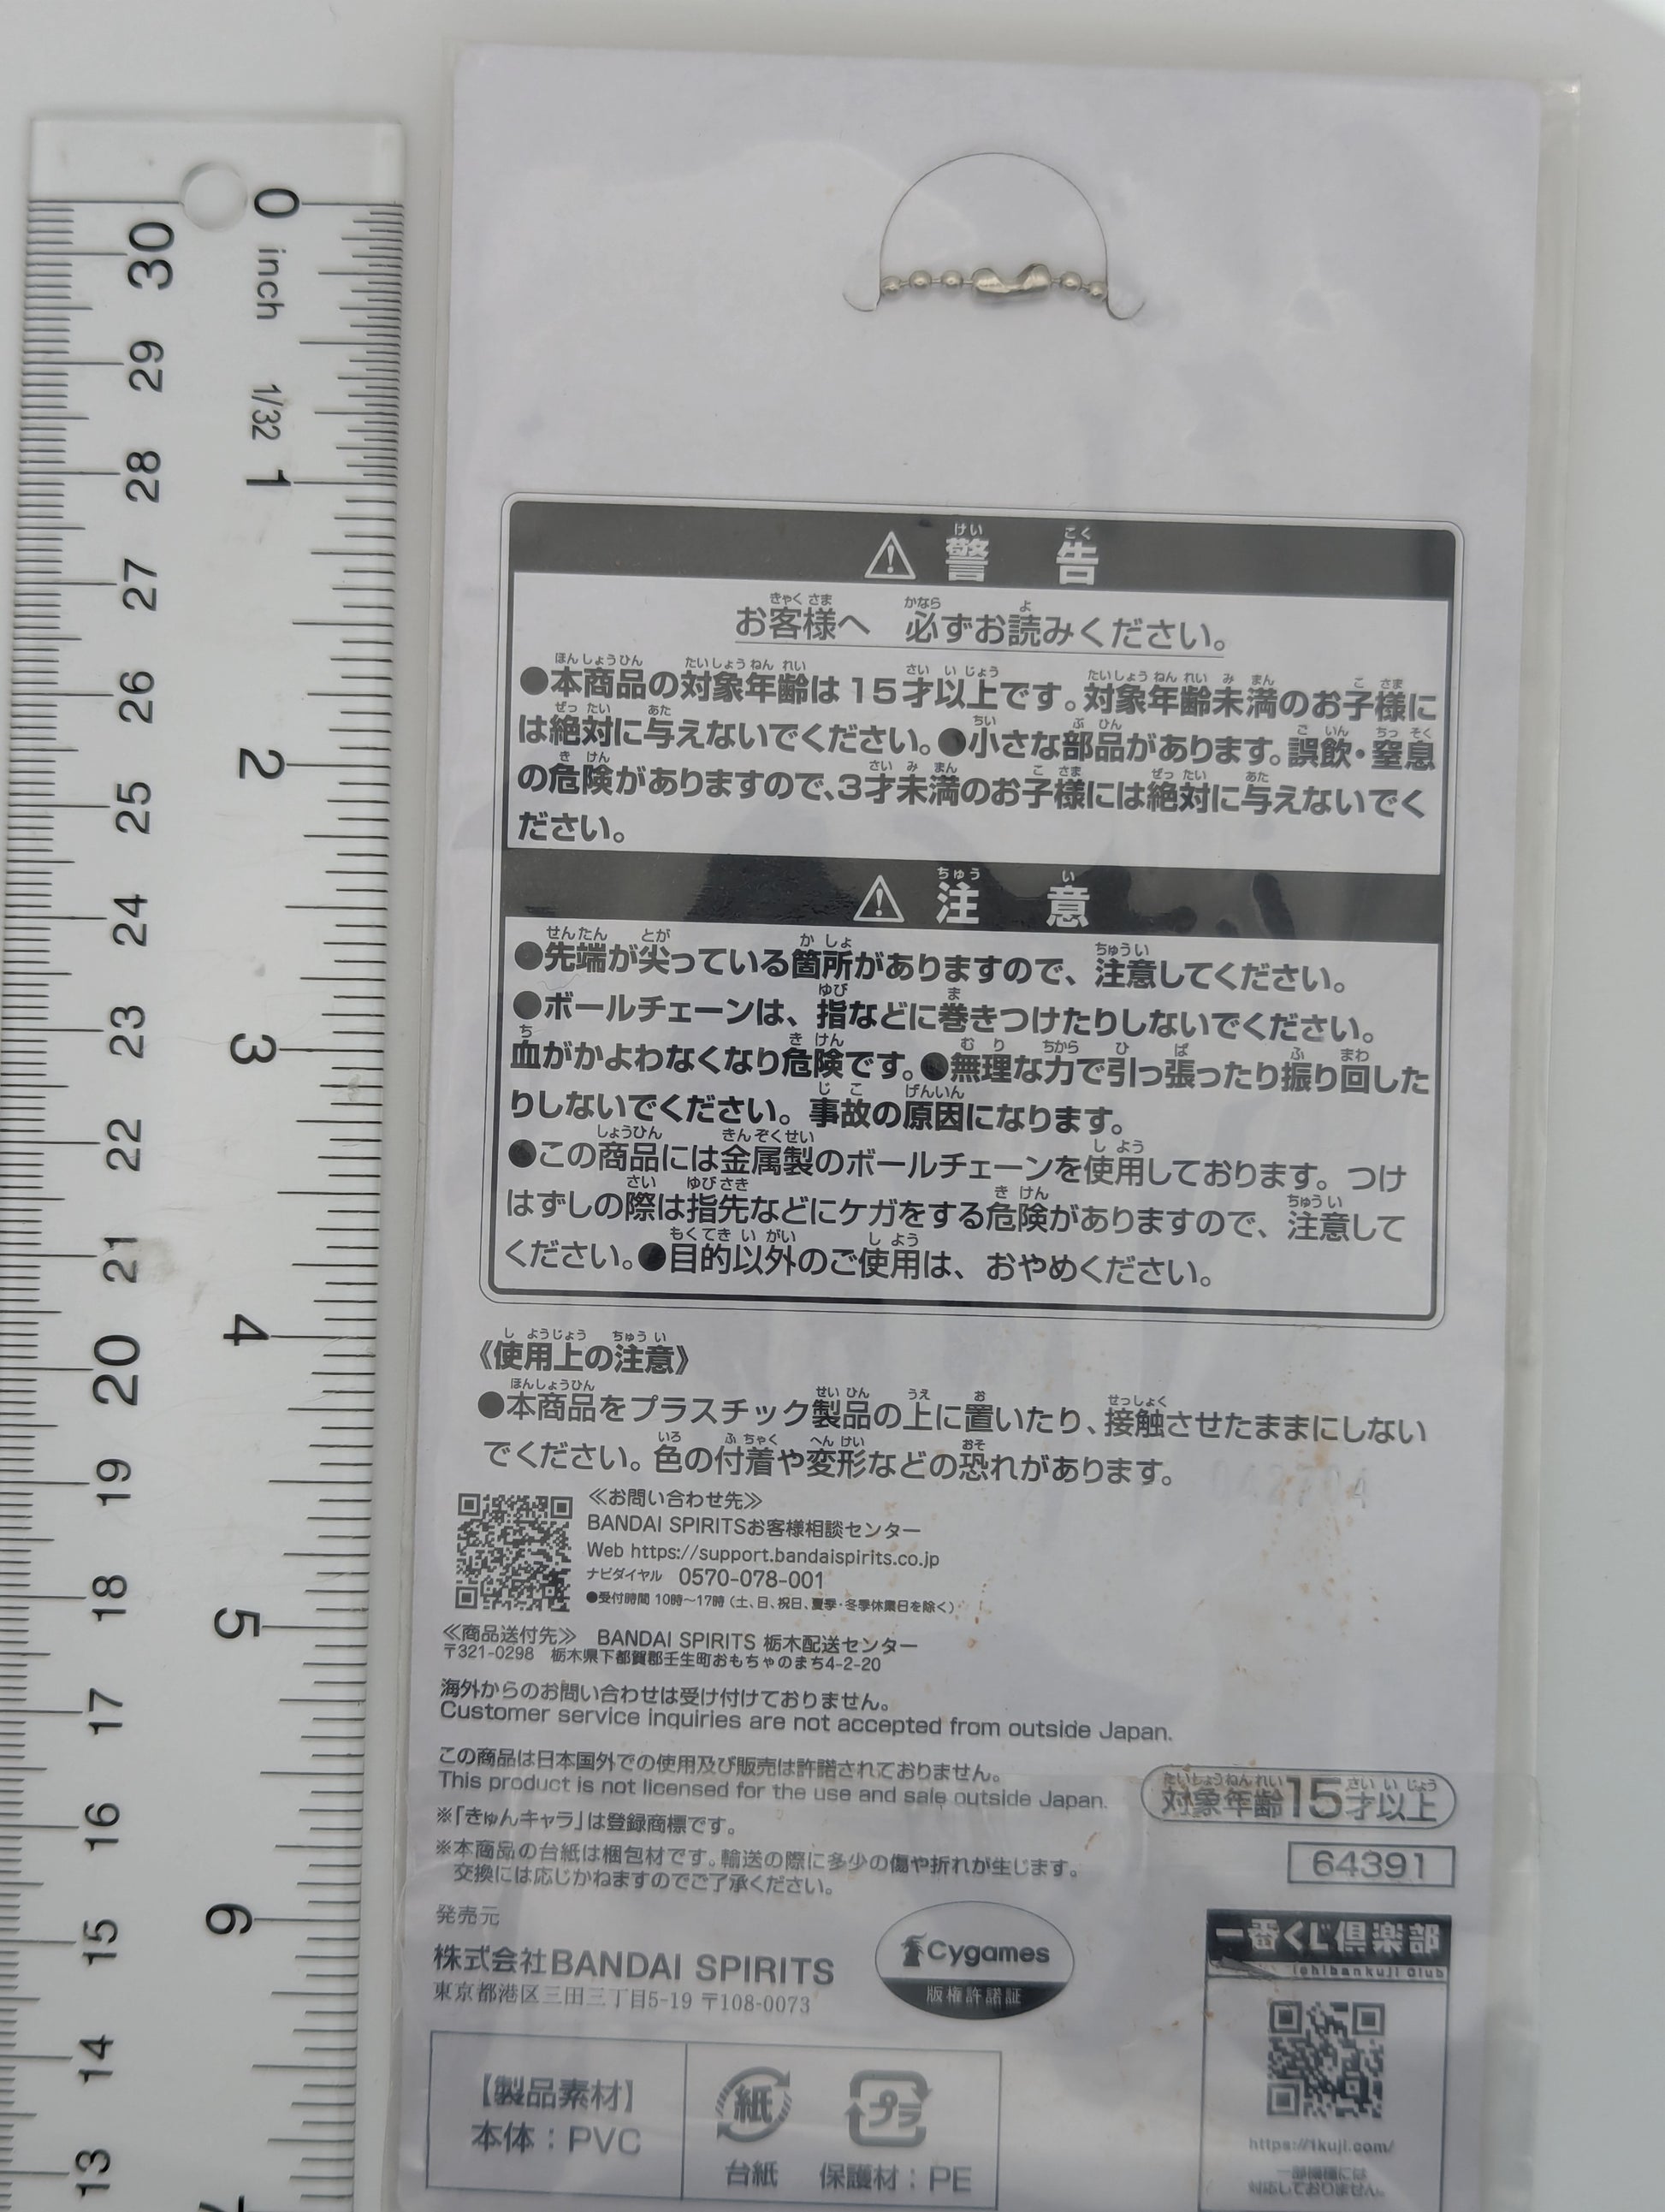 0 inch 1/32 1 2 3 4 5 6
30 29 28 27 26 25 24 23 22 21 20 19 18 17 16 15 14 13
警告
お客様へ 必ずお読みください。
●本商品の対象年齢は15才以上です。対象年齢未満のお子様に
は絶対に与えないでください。●小さな部品があります。誤飲・窒息
の危険がありますので、3才未満のお子様には絶対に与えないでく
ださい。
注意
●先端が尖っている箇所がありますので、注意してください。
●ボールチェーンは、指などに巻きつけたりしないでください。
血がかよわなくなり危険です。●無理な力で引っ張ったり振り回した
りしないでください。事故の原因になります。
●この商品には金属製のボールチェーンを使用しております。つけ
はずしの際は指先などにケガをする危険がありますので、注意して
ください。●目的以外のご使用は、おやめください。
《使用上の注意》
●本商品をプラスチック製品の上に置いたり、接触させたままにしない
でください。色の付着や変形などの恐れがあります。
≪お問い合わせ先≫
BANDAI SPIRITSお客様相談センター
Web https://support.bandaispirits.co.jp
ナビダイヤル 0570-078-001
●受付時間 10時～17時（土、日、祝日、夏季・冬季休業日を除く）
≪商品送付先≫ BANDAI SPIRITS 栃木配送センター
〒321-0298 栃木県下都賀郡壬生町おもちゃのまち4-2-20
海外からのお問い合わせは受け付けておりません。
Customer service inquiries are not accepted from outside Japan.
この商品は日本国外での使用及び販売は許諾されておりません。
This product is not licensed for the use and sale outside Japan.
※「きゅんキャラ」は登録商標です。
※本商品の台紙は梱包材です。輸送の際に多少の傷や折れが生じます。
交換には応じかねますのでご了承ください。
対象年齢15才以上
64391
発売元
株式会社BANDAI SPIRITS
東京都港区三田三丁目5-19 〒108-0073
Cygames
版権許諾証
一番くじ倶楽部
Ichibankuji Club
https://1kuji.com/
一部機種には
対応しておりません。
【製品素材】
本体：PVC
紙
台紙
プラ
保護材：PE